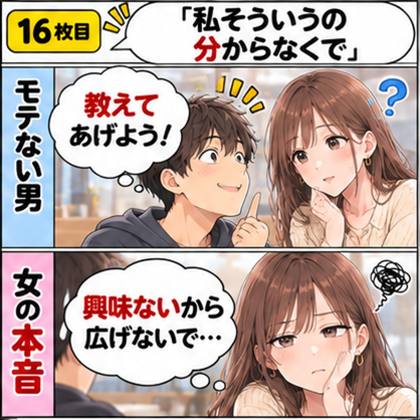 16枚目
「私そういうの
分からなくで」
モテない男
教えて
あげよう!
?
女の本音
興味ないから
広げないで…